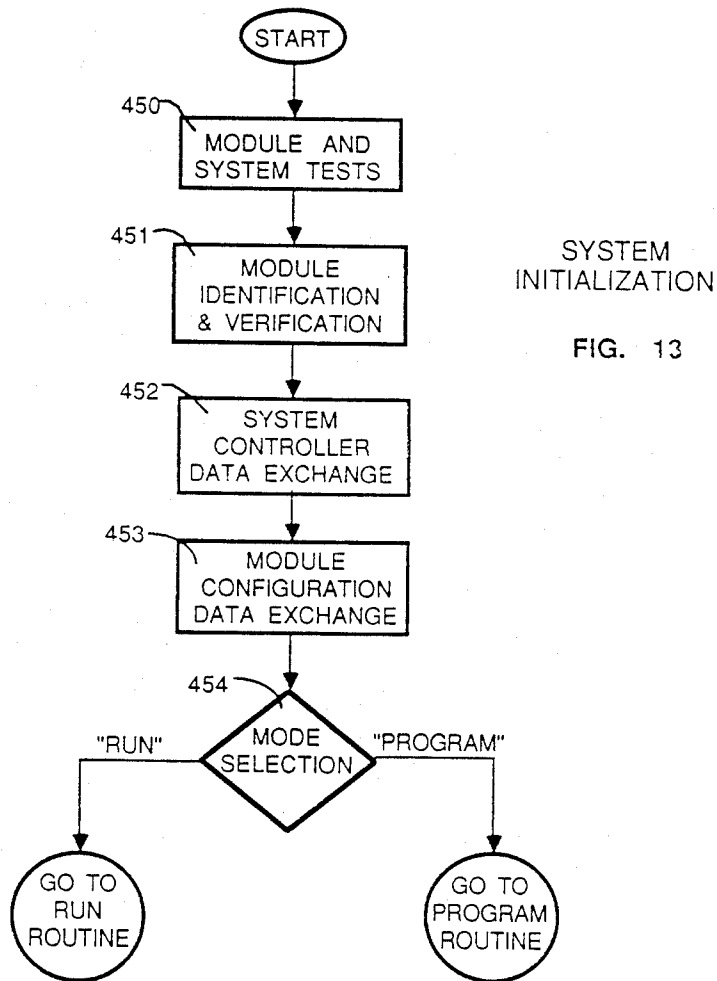 START
450
MODULE AND
SYSTEM TESTS
451
MODULE
IDENTIFICATION
& VERIFICATION
SYSTEM
INITIALIZATION
FIG. 13
452
SYSTEM
CONTROLLER
DATA EXCHANGE
453
MODULE
CONFIGURATION
DATA EXCHANGE
454
MODE
SELECTION
"RUN"
"PROGRAM"
GO TO
RUN
ROUTINE
GO TO
PROGRAM
ROUTINE